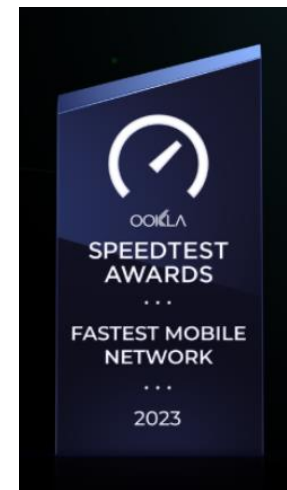 OOKLA
SPEEDTEST
AWARDS
...
FASTEST MOBILE
NETWORK
...
2023